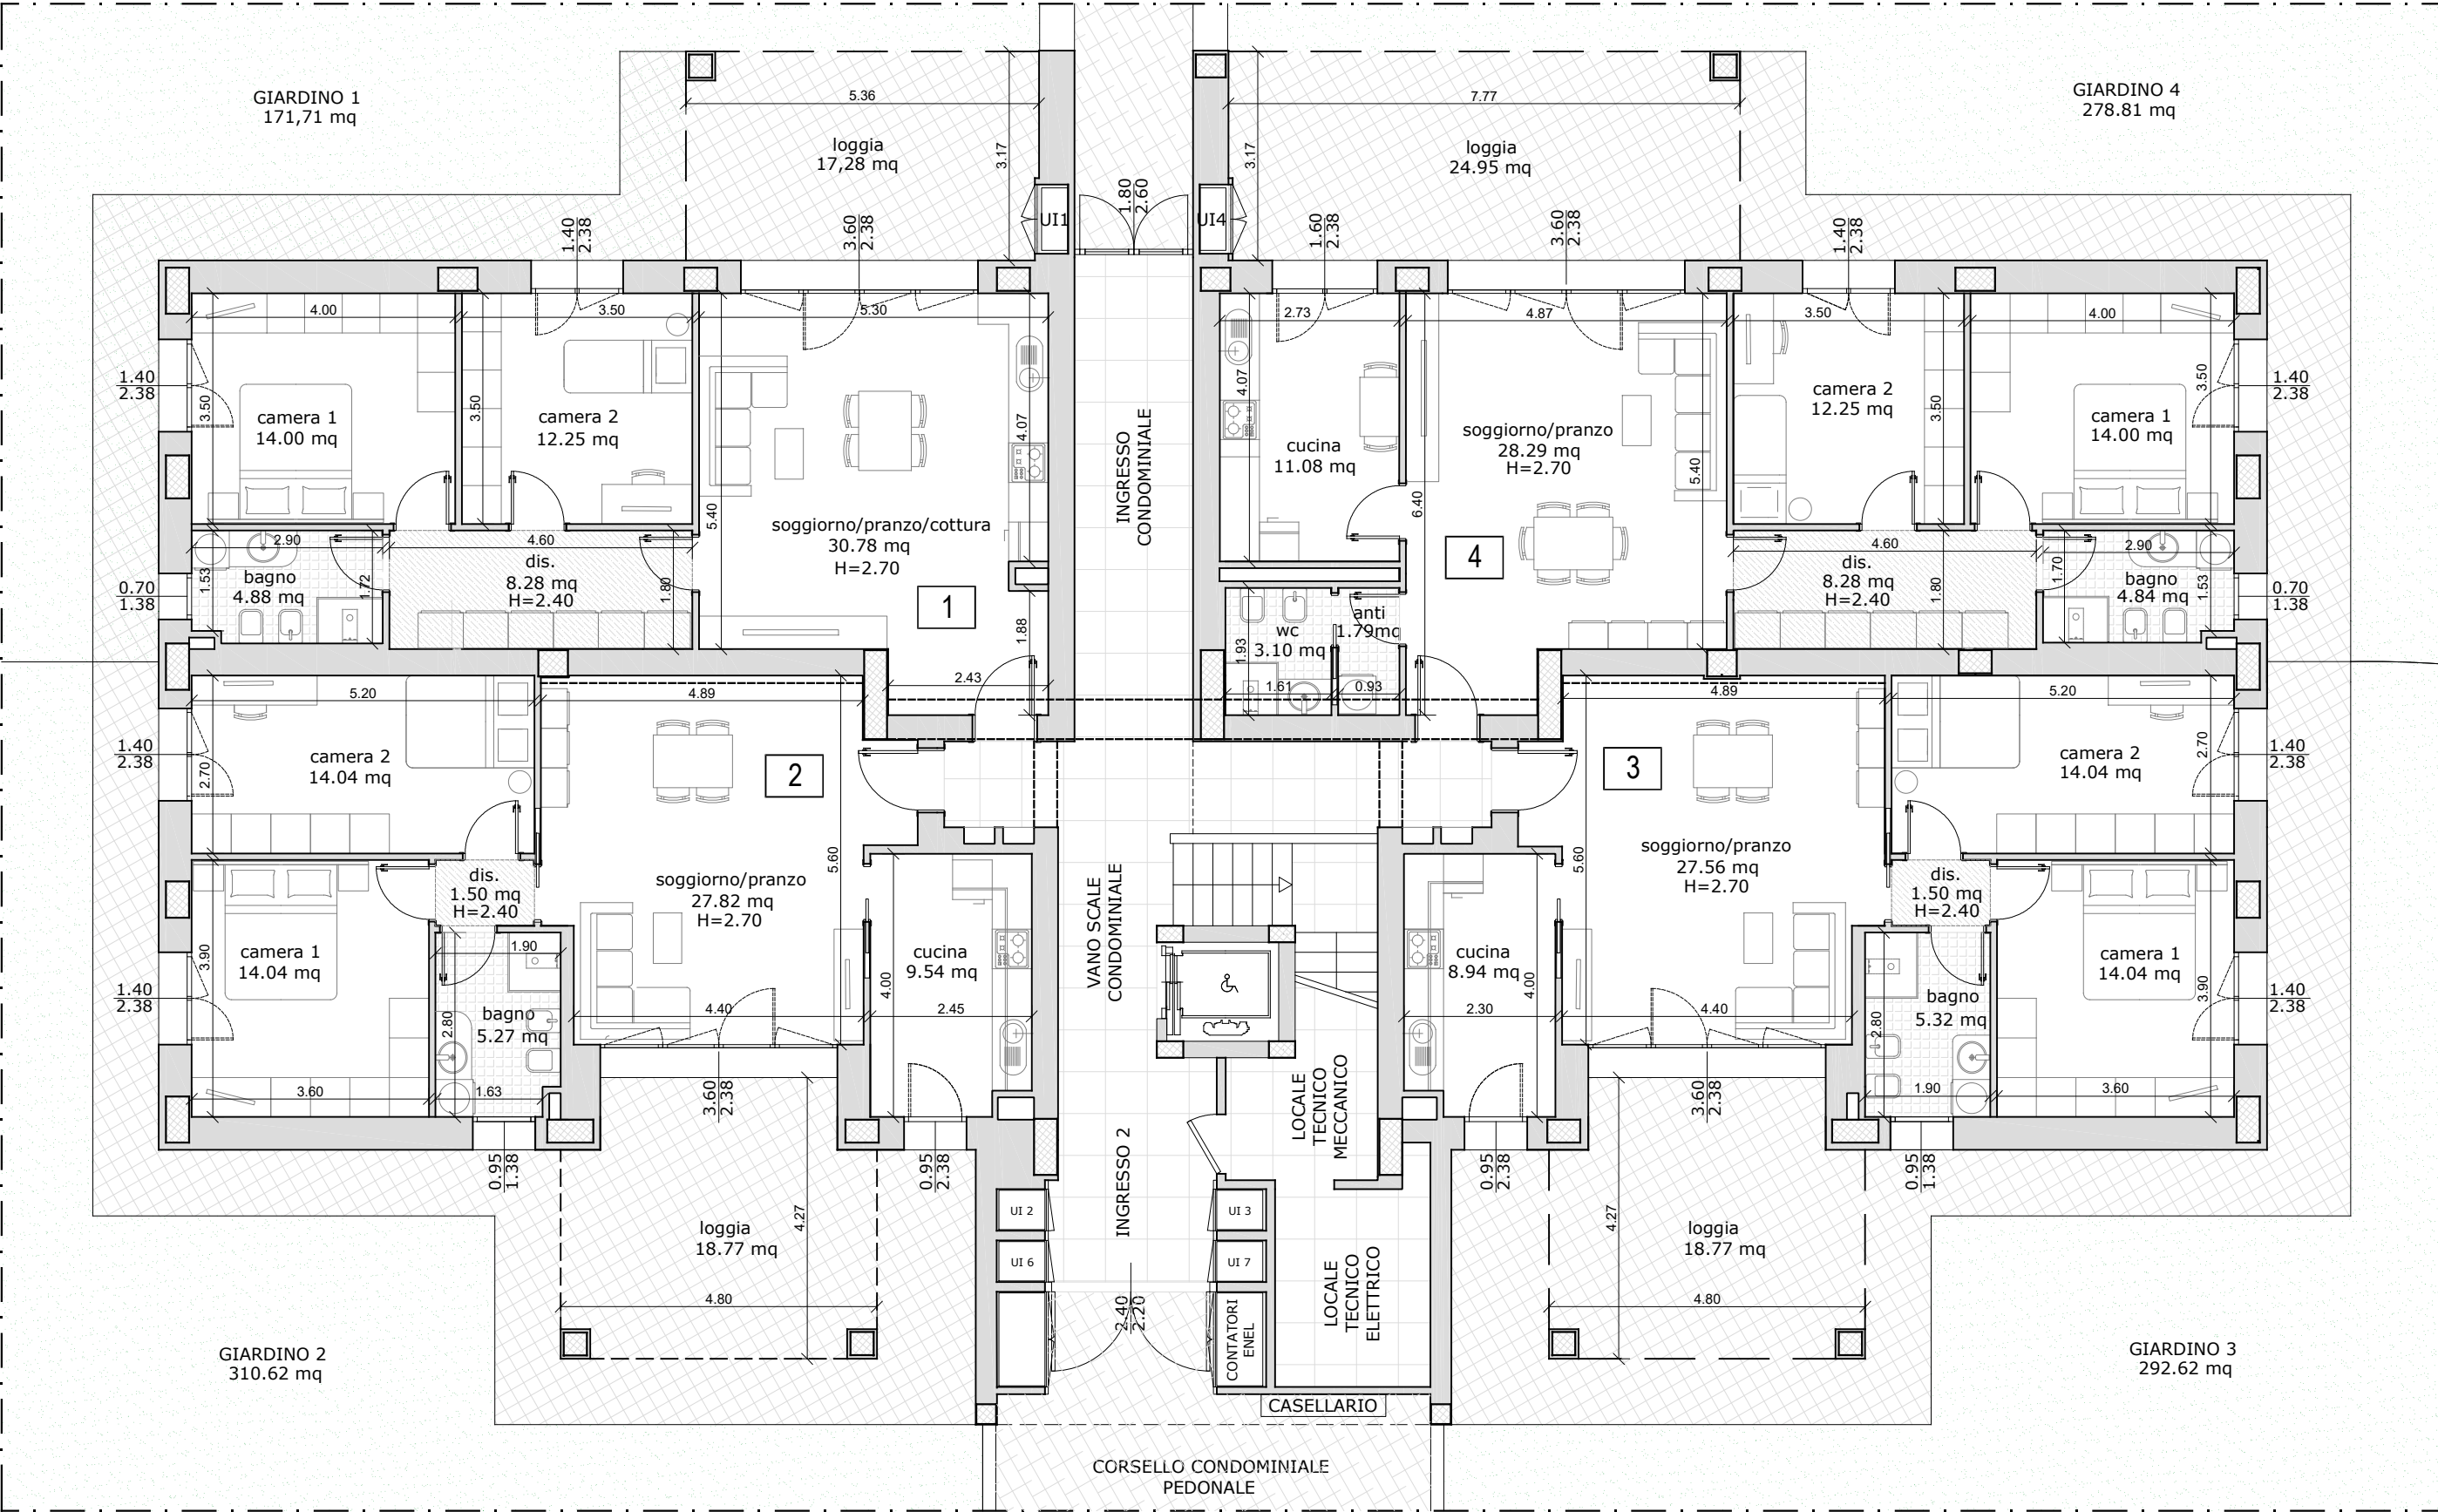 GIARDINO 1
171,71 mq
5.36
loggia
17,28 mq
3.17
UI1
1.80
2.60
UI4
3.17
7.77
loggia
24.95 mq
GIARDINO 4
278.81 mq
1.40
2.38
3.60
2.38
1.60
2.38
3.60
2.38
1.40
2.38
4.00
3.50
5.30
2.73
4.87
3.50
4.00
1.40
2.38
3.50
camera 1
14.00 mq
3.50
camera 2
12.25 mq
4.07
5.40
soggiorno/pranzo/cottura
30.78 mq
H=2.70
1
1.88
2.43
INGRESSO
CONDOMINIALE
4.07
cucina
11.08 mq
6.40
soggiorno/pranzo
28.29 mq
H=2.70
5.40
4
camera 2
12.25 mq
3.50
camera 1
14.00 mq
3.50
1.40
2.38
2.90
4.60
0.70
1.38
1.53
bagno
4.88 mq
1.72
dis.
8.28 mq
H=2.40
1.80
wc
3.10 mq
1.93
1.61
anti
1.79mq
0.93
4.60
2.90
dis.
8.28 mq
H=2.40
1.80
1.70
bagno
4.84 mq
1.53
0.70
1.38
5.20
4.89
1.40
2.38
2.70
camera 2
14.04 mq
2
5.60
soggiorno/pranzo
27.82 mq
H=2.70
dis.
1.50 mq
H=2.40
3.90
camera 1
14.04 mq
1.40
2.38
1.90
bagno
5.27 mq
2.80
3.60
1.63
4.40
cucina
9.54 mq
4.00
2.45
VANO SCALE
CONDOMINIALE
4.89
5.20
3
5.60
soggiorno/pranzo
27.56 mq
H=2.70
camera 2
14.04 mq
2.70
1.40
2.38
dis.
1.50 mq
H=2.40
cucina
8.94 mq
4.00
2.30
4.40
bagno
5.32 mq
2.80
1.90
camera 1
14.04 mq
3.90
3.60
1.40
2.38
0.95
1.38
3.60
2.38
0.95
2.38
INGRESSO 2
LOCALE
TECNICO
MECCANICO
0.95
2.38
3.60
2.38
0.95
1.38
loggia
18.77 mq
4.27
4.80
UI 2
UI 6
UI 3
UI 7
2.40
2.20
CONTATORI
ENEL
LOCALE
TECNICO
ELETTRICO
CASELLARIO
loggia
18.77 mq
4.27
4.80
GIARDINO 2
310.62 mq
GIARDINO 3
292.62 mq
CORSELLO CONDOMINIALE
PEDONALE